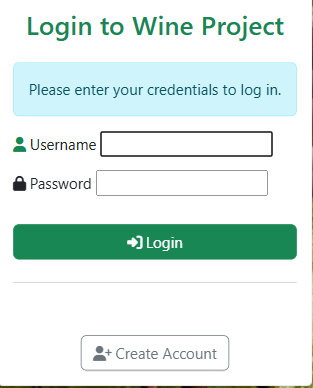 Login to Wine Project
Please enter your credentials to log in.
Username
Password
Login
Create Account